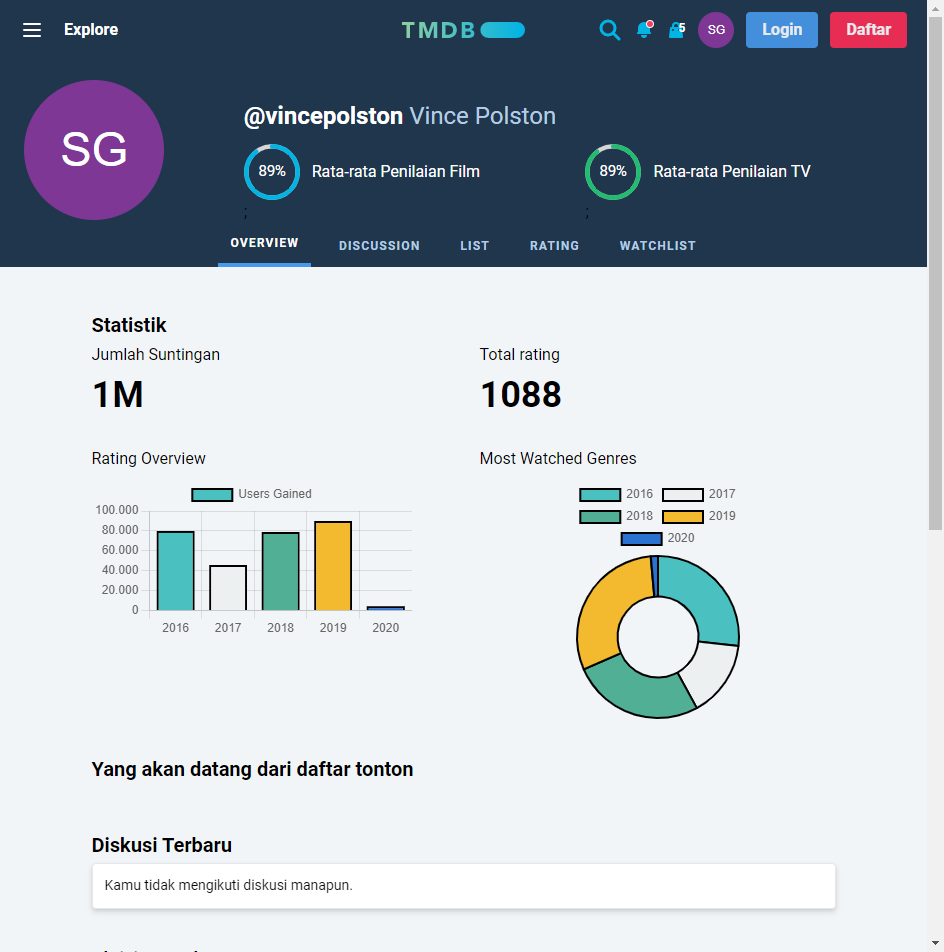 Explore
TMDB
5
SG
Login
Daftar
SG
@vincepolston Vince Polston
89% Rata-rata Penilaian Film
89% Rata-rata Penilaian TV
;
;
OVERVIEW
DISCUSSION
LIST
RATING
WATCHLIST
Statistik
Jumlah Suntingan
1M
Total rating
1088
Rating Overview
Users Gained
100.000
80.000
60.000
40.000
20.000
0
2016 2017 2018 2019 2020
Most Watched Genres
2016 2017
2018 2019
2020
Yang akan datang dari daftar tonton
Diskusi Terbaru
Kamu tidak mengikuti diskusi manapun.